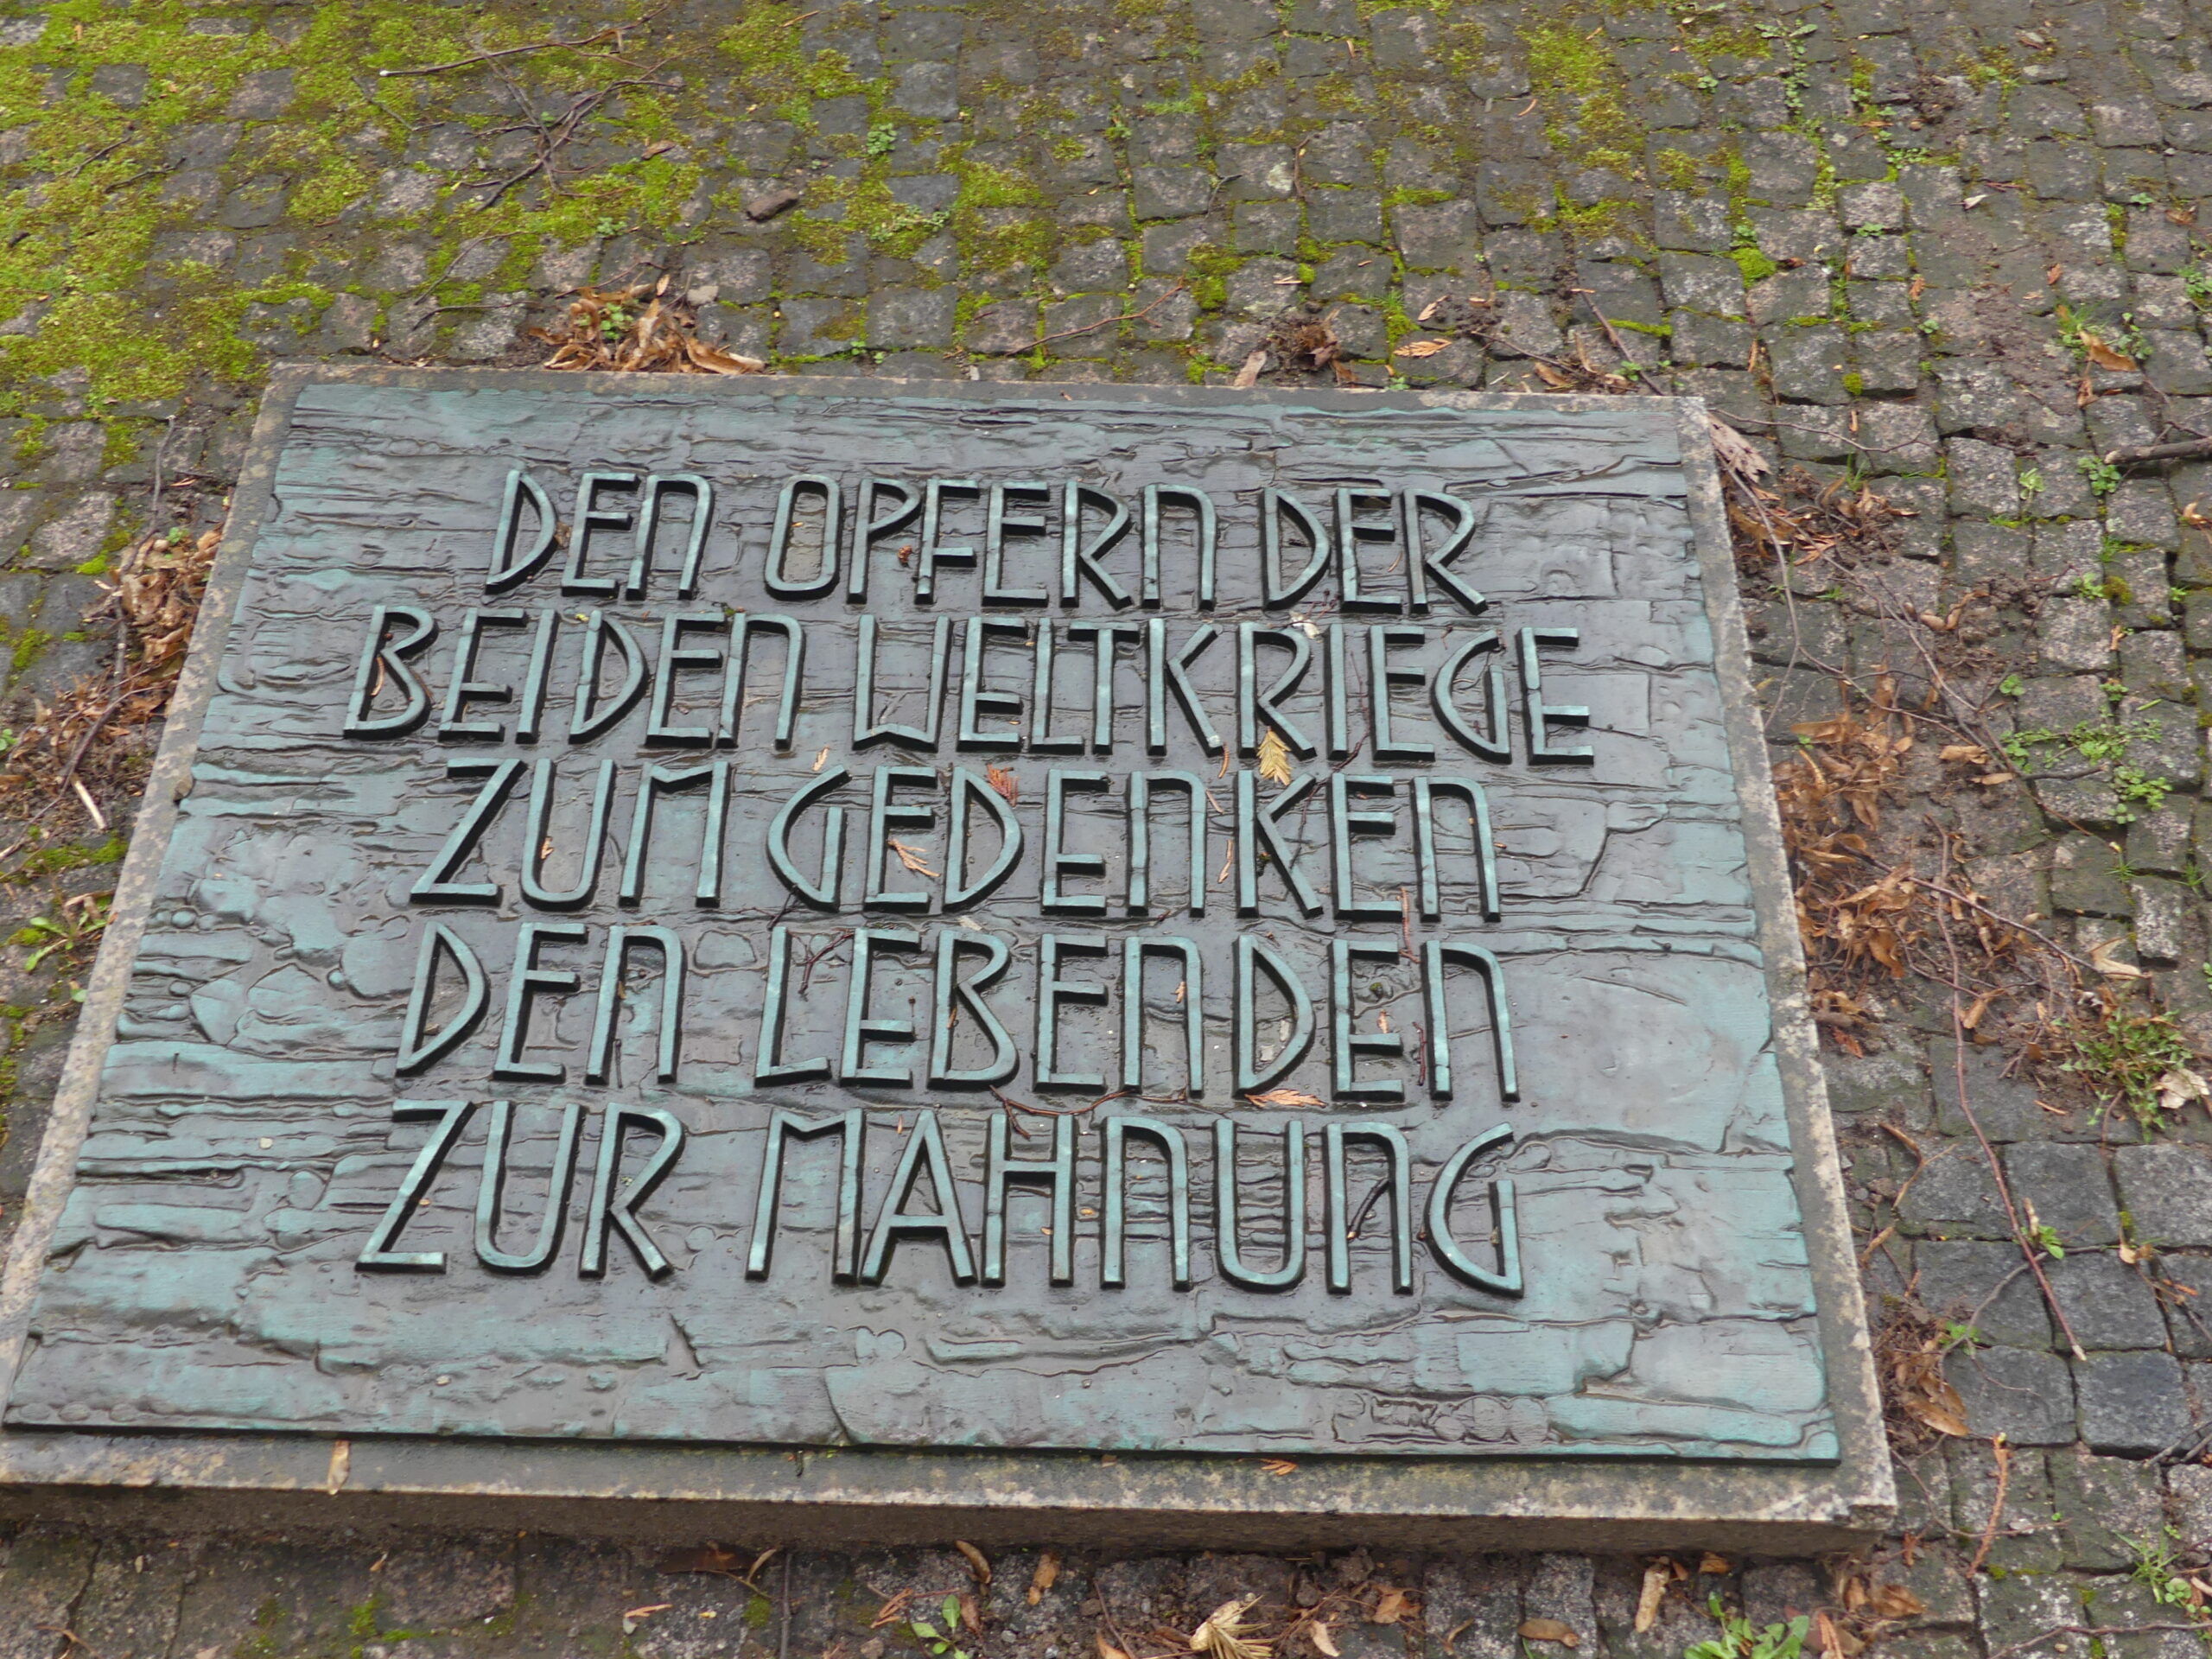 DEN OPFERN DER
BEIDEN WELTKRIEGE
ZUM GEDENKEN
DEN LEBENDEN
ZUR MAHNUNG